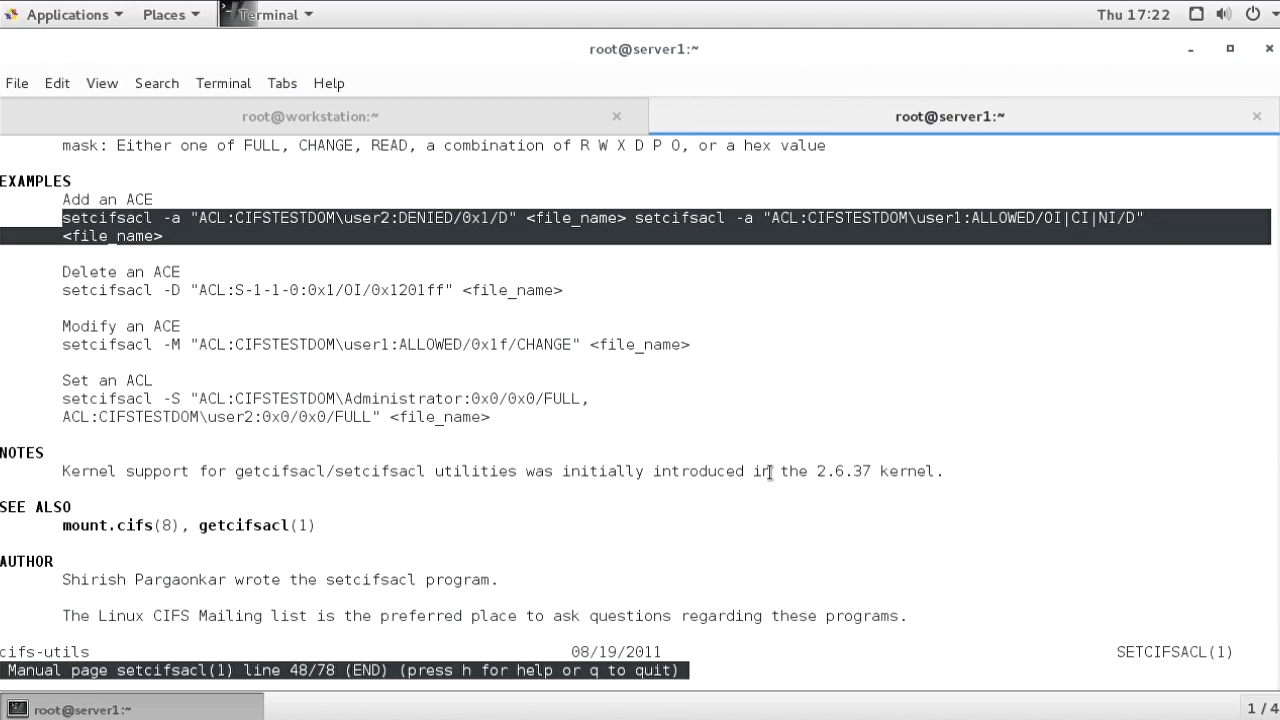 Applications Places Terminal Thu 17:22
root@server1:~
File Edit View Search Terminal Tabs Help
root@workstation:~ × root@server1:~ ×
mask: Either one of FULL, CHANGE, READ, a combination of R W X D P O, or a hex value
EXAMPLES
Add an ACE
setcifsacl -a "ACL:CIFSTESTDOM\user2:DENIED/0x1/D" <file_name> setcifsacl -a "ACL:CIFSTESTDOM\user1:ALLOWED/OI|CI|NI/D"
<file_name>
Delete an ACE
setcifsacl -D "ACL:S-1-1-0:0x1/OI/0x1201ff" <file_name>
Modify an ACE
setcifsacl -M "ACL:CIFSTESTDOM\user1:ALLOWED/0x1f/CHANGE" <file_name>
Set an ACL
setcifsacl -S "ACL:CIFSTESTDOM\Administrator:0x0/0x0/FULL,
ACL:CIFSTESTDOM\user2:0x0/0x0/FULL" <file_name>
NOTES
Kernel support for getcifsacl/setcifsacl utilities was initially introduced in the 2.6.37 kernel.
SEE ALSO
mount.cifs(8), getcifsacl(1)
AUTHOR
Shirish Pargaonkar wrote the setcifsacl program.
The Linux CIFS Mailing list is the preferred place to ask questions regarding these programs.
cifs-utils 08/19/2011 SETCIFSACL(1)
Manual page setcifsacl(1) line 48/78 (END) (press h for help or q to quit)
root@server1:~ 1 / 4